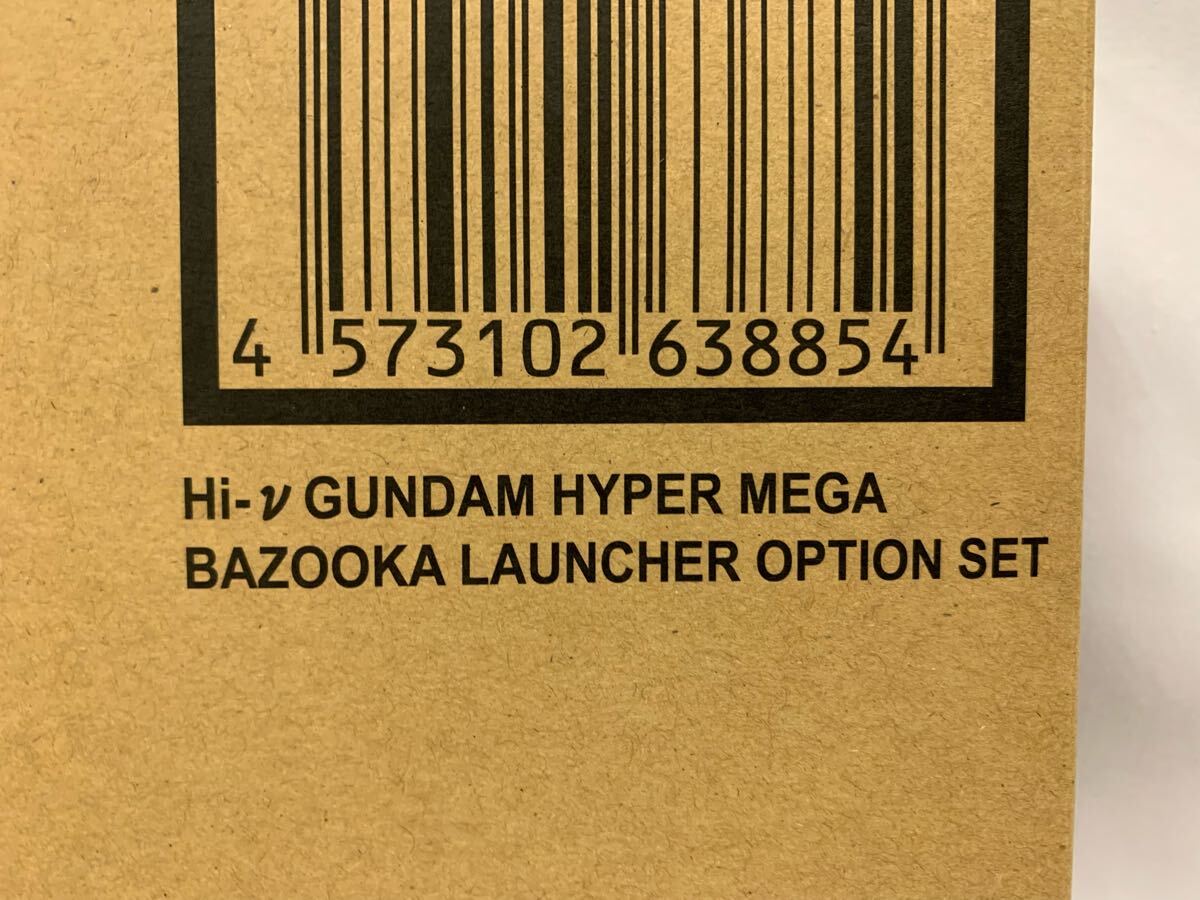 4 573102 638854
Hi-ν GUNDAM HYPER MEGA
BAZOOKA LAUNCHER OPTION SET